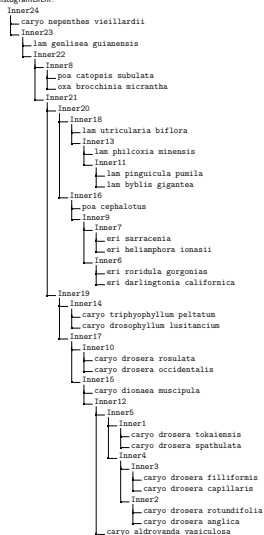 Inner24
caryo nepenthes vieillardii
Inner23
lam genlisea guianensis
Inner22
Inner8
poa catopsis subulata
oxa brocchinia micrantha
Inner21
Inner20
Inner18
lam utricularia biflora
Inner13
lam philcoxia minensis
Inner11
lam pinguicula pumila
lam byblis gigantea
Inner16
poa cephalotus
Inner9
Inner7
eri sarracenia
eri heliamphora ionasii
Inner6
eri roridula gorgonias
eri darlingtonia californica
Inner19
Inner14
caryo triphyophyllum peltatum
caryo drosophyllum lusitancium
Inner17
Inner10
caryo drosera rosulata
caryo drosera occidentalis
Inner15
caryo dionaea muscipula
Inner12
Inner5
Inner1
caryo drosera tokaiensis
caryo drosera spathulata
Inner4
Inner3
caryo drosera filliformis
caryo drosera capillaris
Inner2
caryo drosera rotundifolia
caryo drosera anglica
caryo aldrovanda vasiculosa